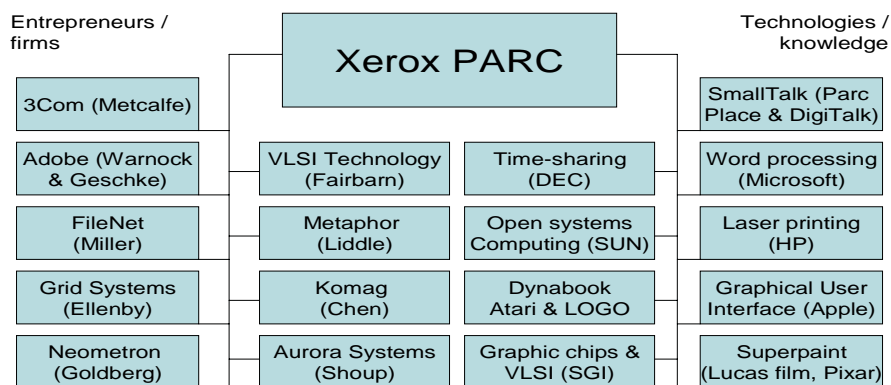 Entrepreneurs /
firms
Xerox PARC
Technologies /
knowledge
3Com (Metcalfe)
SmallTalk (Parc
Place & DigiTalk)
Adobe (Warnock
& Geschke)
VLSI Technology
(Fairbarn)
Time-sharing
(DEC)
Word processing
(Microsoft)
FileNet
(Miller)
Metaphor
(Liddle)
Open systems
Computing (SUN)
Laser printing
(HP)
Grid Systems
(Ellenby)
Komag
(Chen)
Dynabook
Atari & LOGO
Graphical User
Interface (Apple)
Neometron
(Goldberg)
Aurora Systems
(Shoup)
Graphic chips &
VLSI (SGI)
Superpaint
(Lucas film, Pixar)